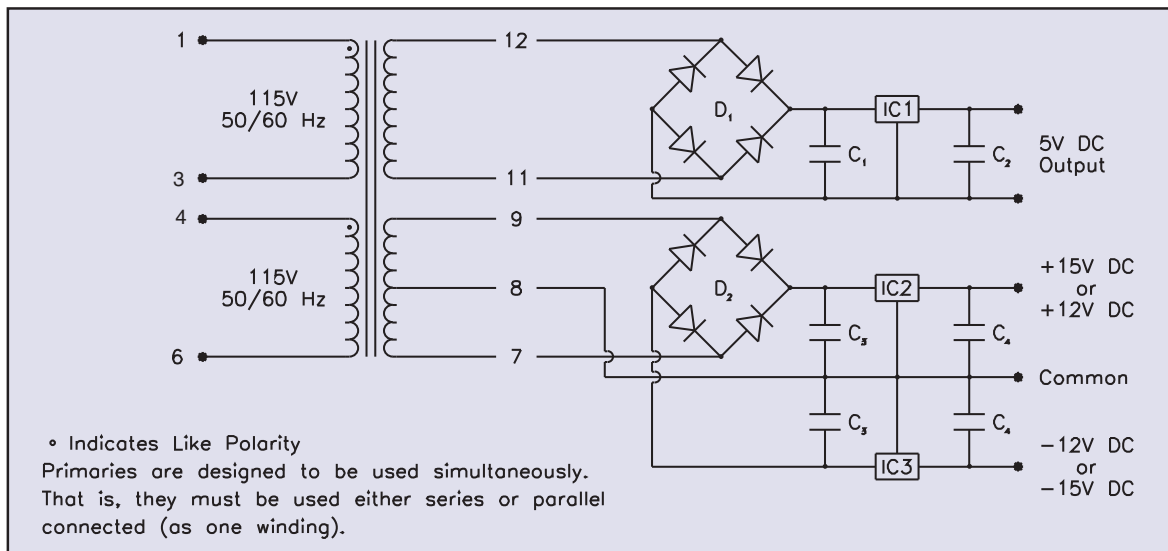 1
12
115V
50/60 Hz
D₁
IC1
C₁
C₂
5V DC
Output
3
11
4
9
115V
50/60 Hz
8
D₂
IC2
+15V DC
or
+12V DC
C₃
C₄
6
7
Common
C₃
C₄
IC3
−12V DC
or
−15V DC
° Indicates Like Polarity
Primaries are designed to be used simultaneously.
That is, they must be used either series or parallel
connected (as one winding).